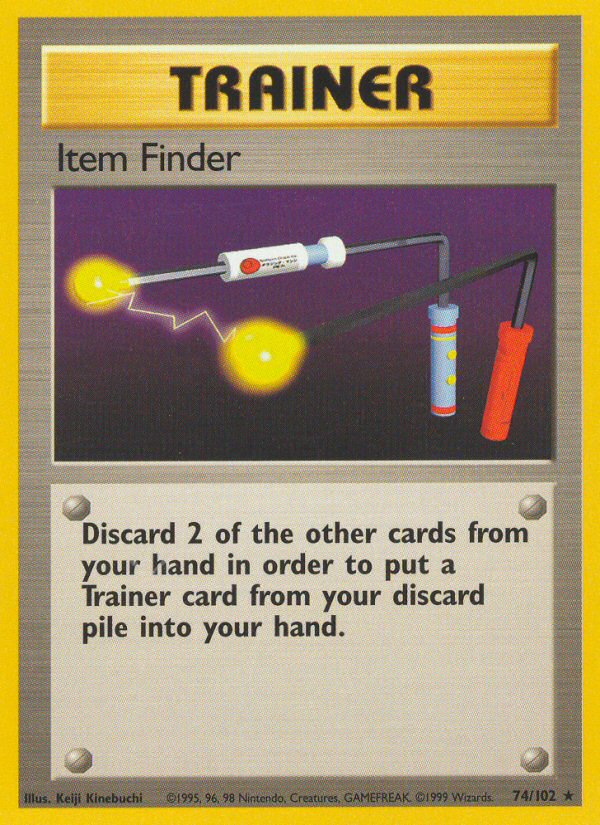 TRAINER
Item Finder
Discard 2 of the other cards from
your hand in order to put a
Trainer card from your discard
pile into your hand.
Illus. Keiji Kinebuchi ©1995, 96, 98 Nintendo, Creatures, GAMEFREAK. ©1999 Wizards. 74/102 ★